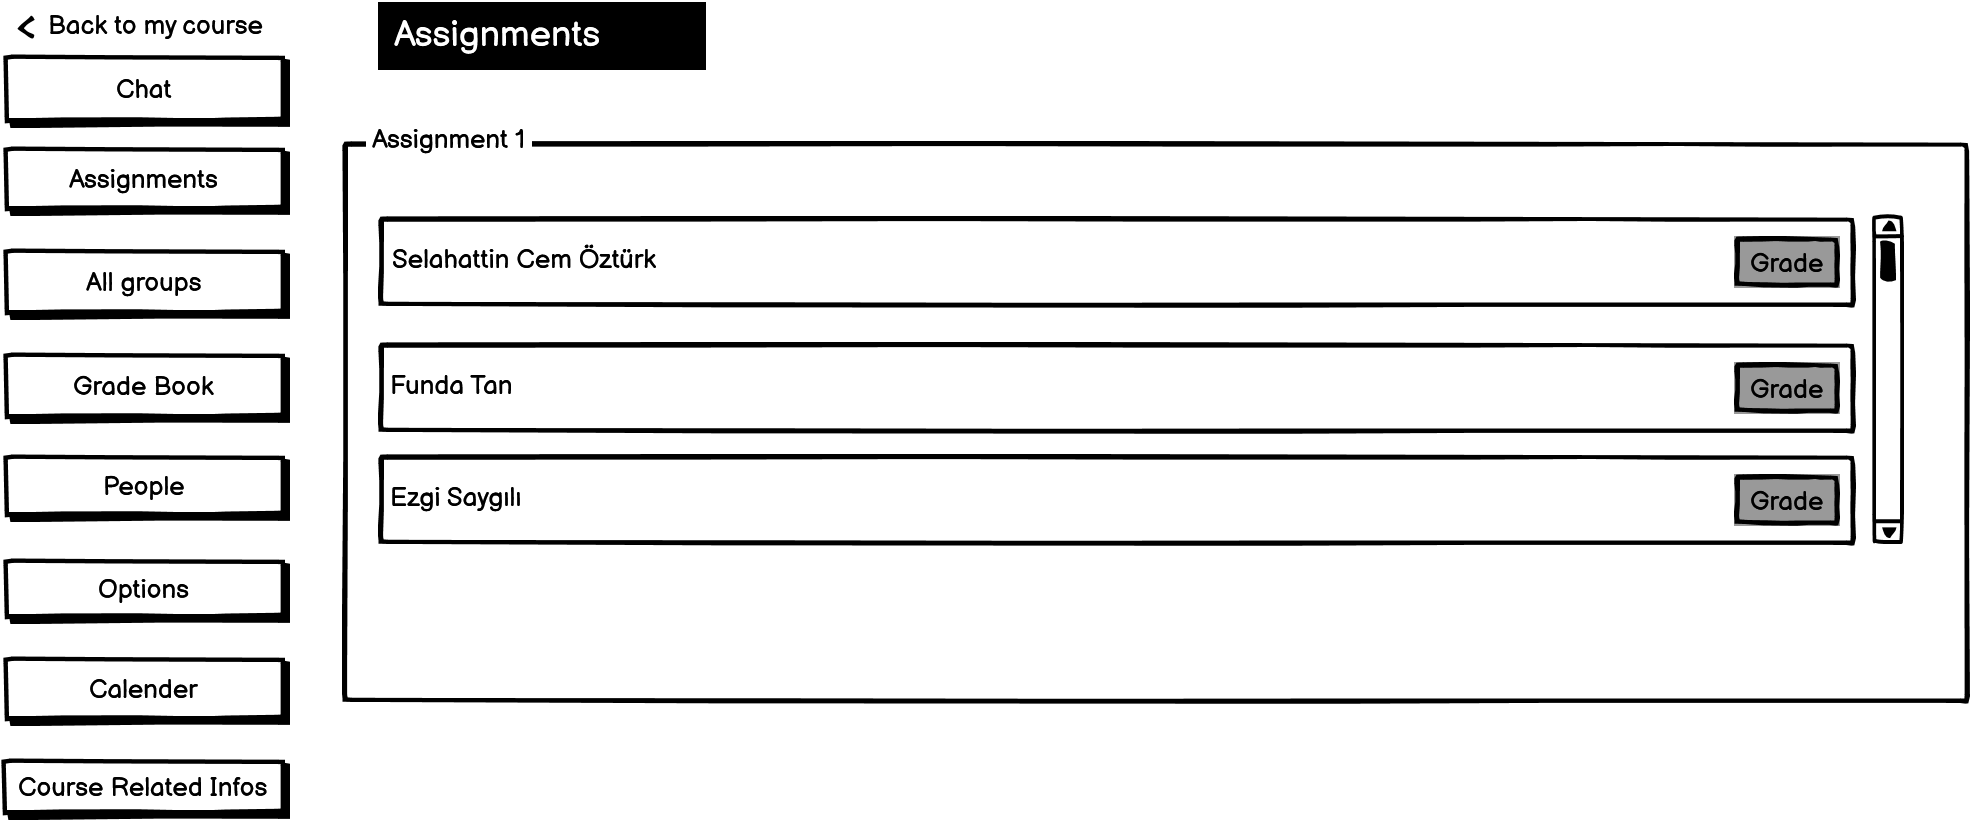 Back to my course
Chat
Assignments
All groups
Grade Book
People
Options
Calender
Course Related Infos
Assignments
Assignment 1
Selahattin Cem Öztürk
Grade
Funda Tan
Grade
Ezgi Saygılı
Grade